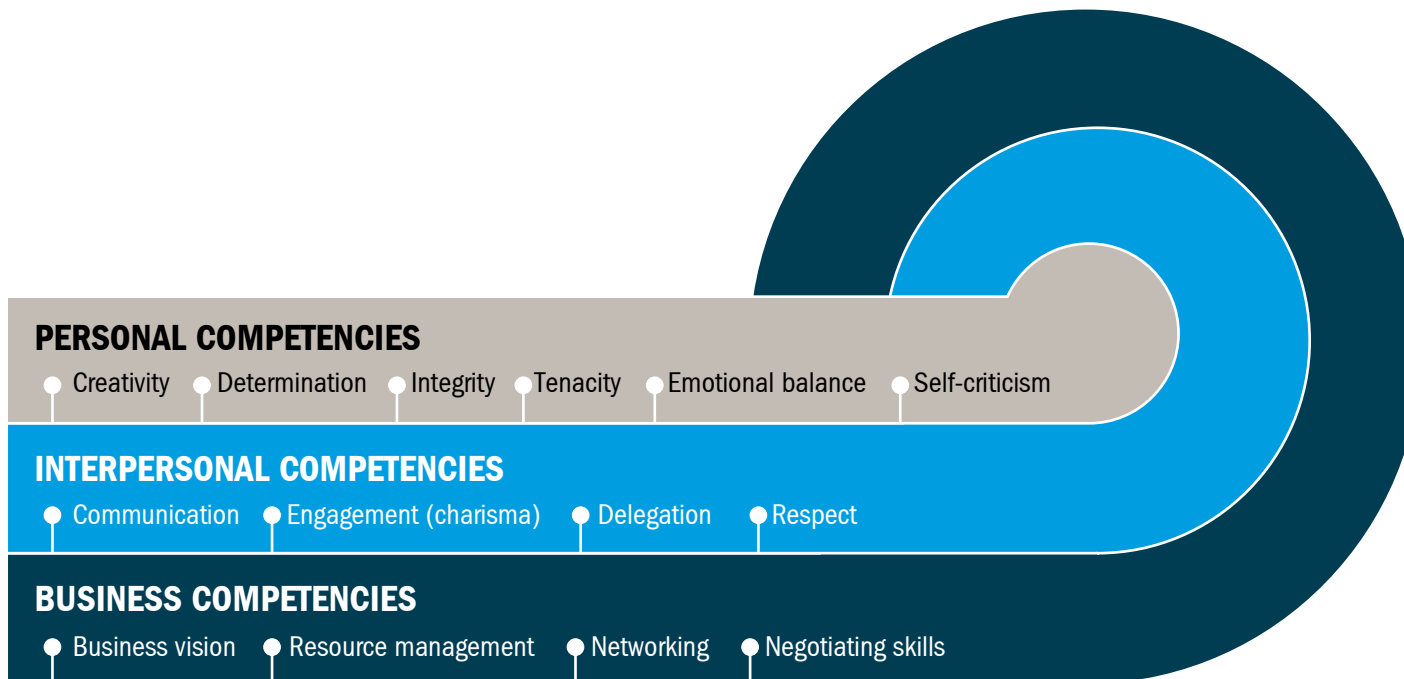 PERSONAL COMPETENCIES
Creativity Determination Integrity Tenacity Emotional balance Self-criticism
INTERPERSONAL COMPETENCIES
Communication Engagement (charisma) Delegation Respect
BUSINESS COMPETENCIES
Business vision Resource management Networking Negotiating skills